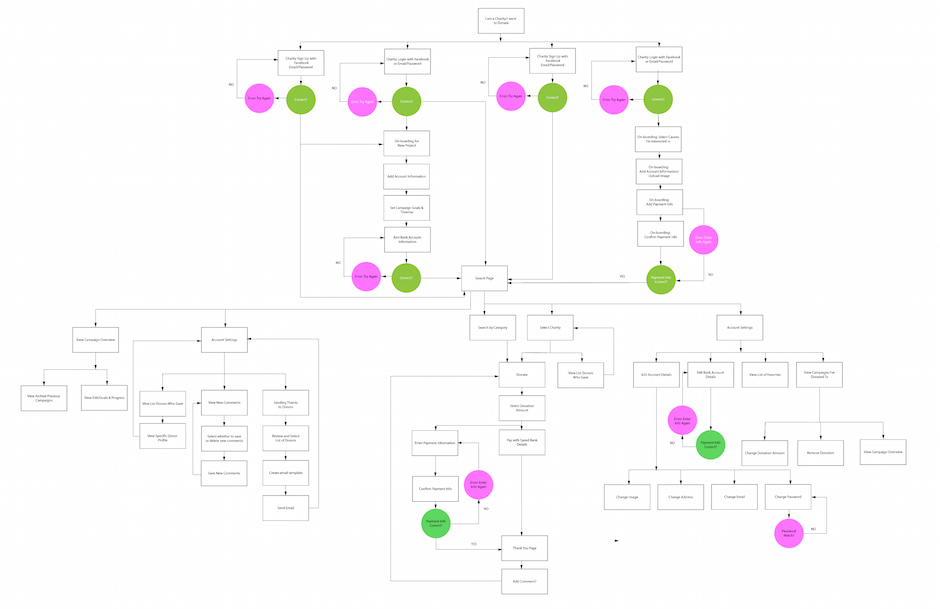 I am a Charity/I want
to Donate
Charity Sign Up with
Facebook
Email/Password
Charity Login with Facebook
or Email/Password
Charity Sign Up with
Facebook
Email/Password
Charity Login with Facebook
or Email/Password
NO
NO
NO
NO
Error Try Again
Correct?
Error Try Again
Correct?
Error Try Again
Correct?
Error Try Again
Correct?
On-boarding for
New Project
On-boarding Select Causes
I'm Interested in
Add Account Information
On-boarding
Add Account Information/
Upload Image
Set Campaign Goals &
Timeline
On-boarding
Add Payment Info
Add Bank Account
Information
On-boarding
Confirm Payment Info
Error Enter
Info Again
NO
Error Try Again
Correct?
Search Page
YES
Payment Info
Correct?
NO
View Campaign Overview
Account Settings
Search by Category
Select Charity
Account Settings
View Archived Previous
Campaigns
View Edit/Goals & Progress
View List Donors Who Gave
View New Comments
Sending Thanks
to Donors
Donate
View List Donors
Who Gave
Edit Account Details
Edit Bank Account
Details
View List of Favorites
View Campaigns I've
Donated To
View Specific Donor
Profile
Select whether to save
or delete new comments
Review and Select
List of Donors
Select Donation
Amount
Error Enter
Info Again
NO
Payment Info
Correct?
Enter Payment Information
Pay with Saved Bank
Details
Change Donation Amount
Remove Donation
View Campaign Overview
Save New Comments
Create email template
Confirm Payment Info
Error Enter
Info Again
NO
Send Email
Change Image
Change Address
Change Email
Change Password
Payment Info
Correct?
YES
Password
Match?
NO
Thank You Page
Add Comment?